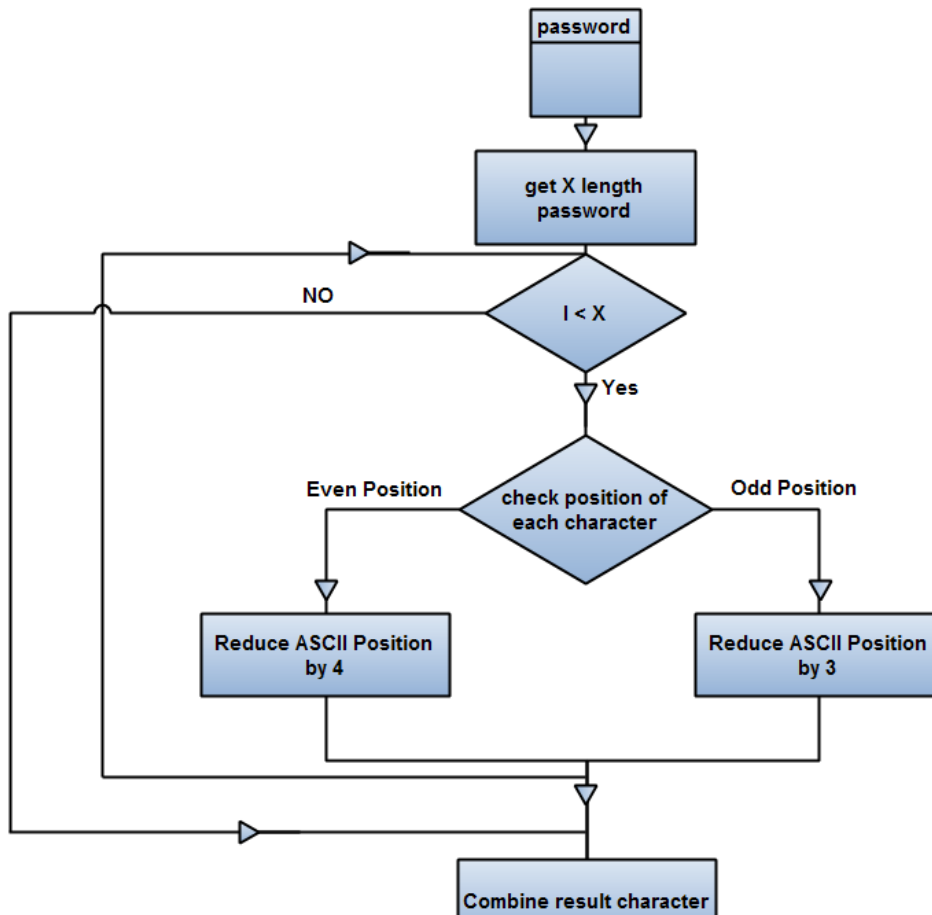 password
get X length
password
NO
I < X
Yes
Even Position
check position of
each character
Odd Position
Reduce ASCII Position
by 4
Reduce ASCII Position
by 3
Combine result character